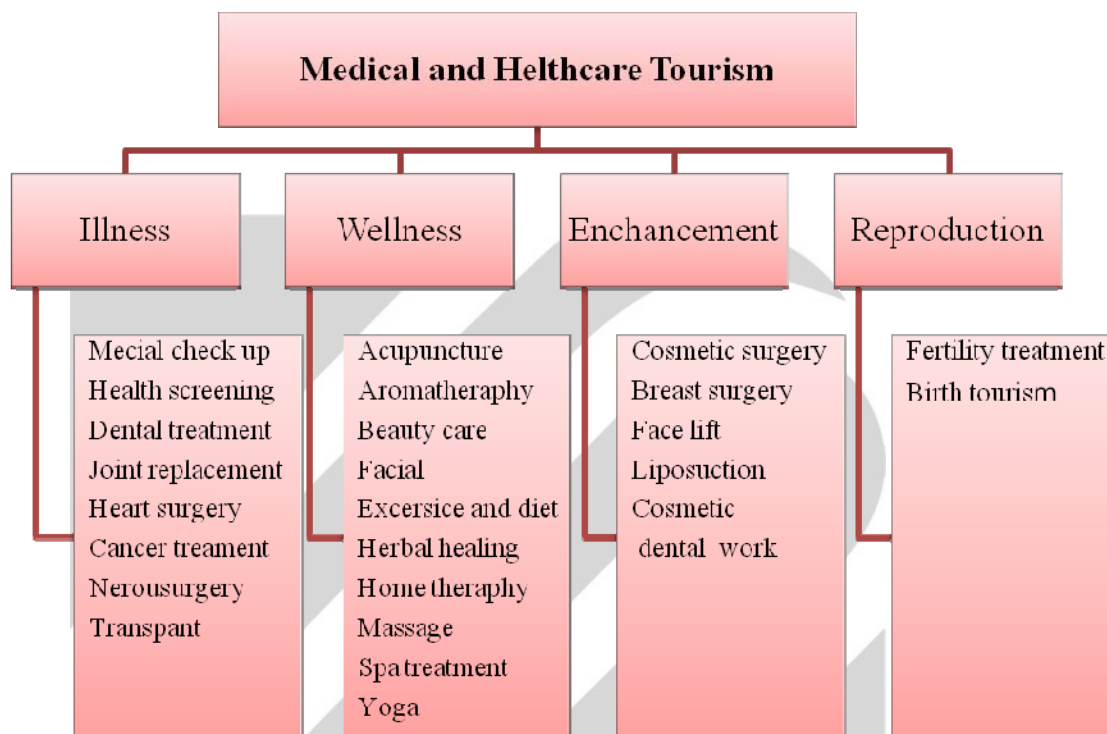 Medical and Helthcare Tourism
Illness
Wellness
Enchancement
Reproduction
Mecial check up
Health screening
Dental treatment
Joint replacement
Heart surgery
Cancer treament
Nerousurgery
Transpant
Acupuncture
Aromatheraphy
Beauty care
Facial
Excersice and diet
Herbal healing
Home theraphy
Massage
Spa treatment
Yoga
Cosmetic surgery
Breast surgery
Face lift
Liposuction
Cosmetic
dental work
Fertility treatment
Birth tourism